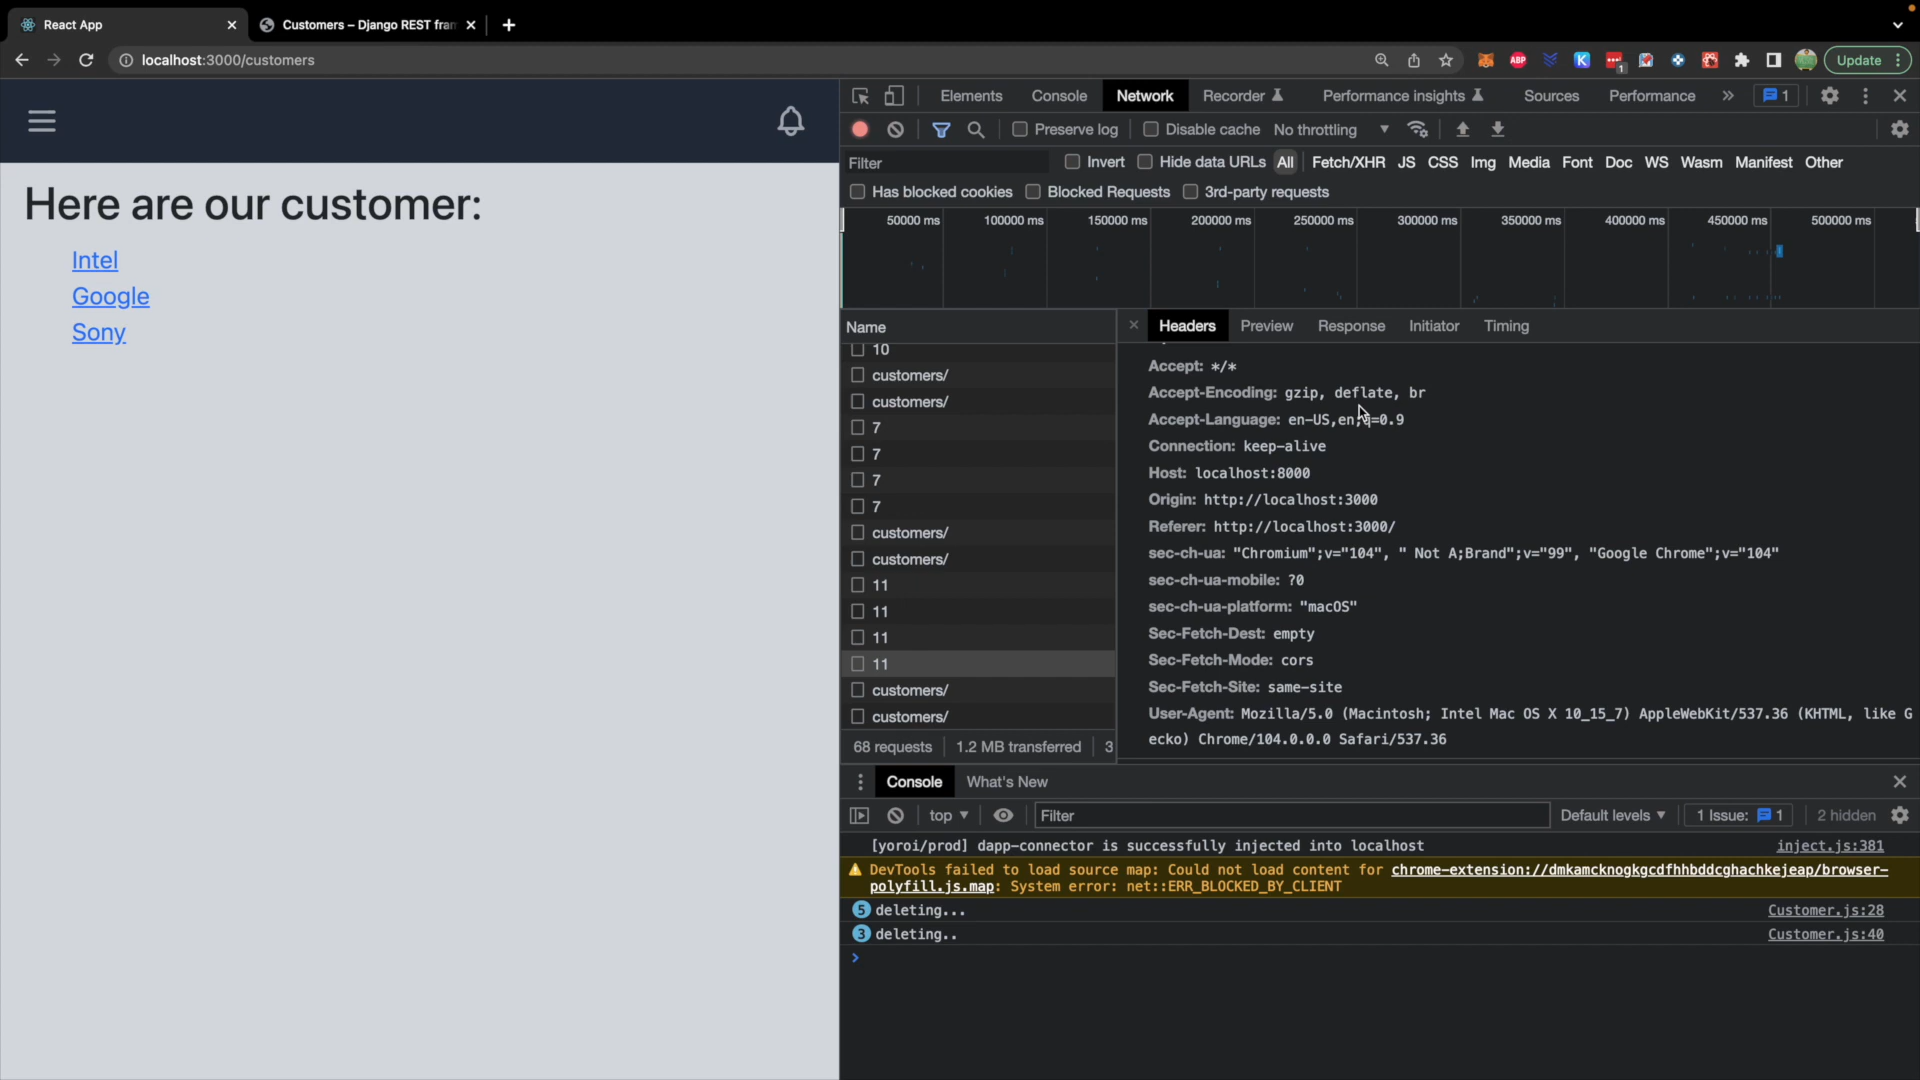 React App
Customers – Django REST fram
localhost:3000/customers
ABP
K
1
Update
Here are our customer:
Intel
Google
Sony
Elements
Console
Network
Recorder
Performance insights
Sources
Performance
1
Preserve log
Disable cache
No throttling
Filter
Invert
Hide data URLs
All
Fetch/XHR
JS
CSS
Img
Media
Font
Doc
WS
Wasm
Manifest
Other
Has blocked cookies
Blocked Requests
3rd-party requests
50000 ms
100000 ms
150000 ms
200000 ms
250000 ms
300000 ms
350000 ms
400000 ms
450000 ms
500000 ms
Name
10
customers/
customers/
7
7
7
7
customers/
customers/
11
11
11
11
customers/
customers/
68 requests
1.2 MB transferred
3
Headers
Preview
Response
Initiator
Timing
Accept: */*
Accept-Encoding: gzip, deflate, br
Accept-Language: en-US,en;q=0.9
Connection: keep-alive
Host: localhost:8000
Origin: http://localhost:3000
Referer: http://localhost:3000/
sec-ch-ua: "Chromium";v="104", " Not A;Brand";v="99", "Google Chrome";v="104"
sec-ch-ua-mobile: ?0
sec-ch-ua-platform: "macOS"
Sec-Fetch-Dest: empty
Sec-Fetch-Mode: cors
Sec-Fetch-Site: same-site
User-Agent: Mozilla/5.0 (Macintosh; Intel Mac OS X 10_15_7) AppleWebKit/537.36 (KHTML, like G
ecko) Chrome/104.0.0.0 Safari/537.36
Console
What's New
top
Filter
Default levels
1 Issue: 1
2 hidden
[yoroi/prod] dapp-connector is successfully injected into localhost
inject.js:381
DevTools failed to load source map: Could not load content for chrome-extension://dmkamcknogkgcdfhhbddcghachkejeap/browser-
polyfill.js.map: System error: net::ERR_BLOCKED_BY_CLIENT
5 deleting...
Customer.js:28
3 deleting..
Customer.js:40